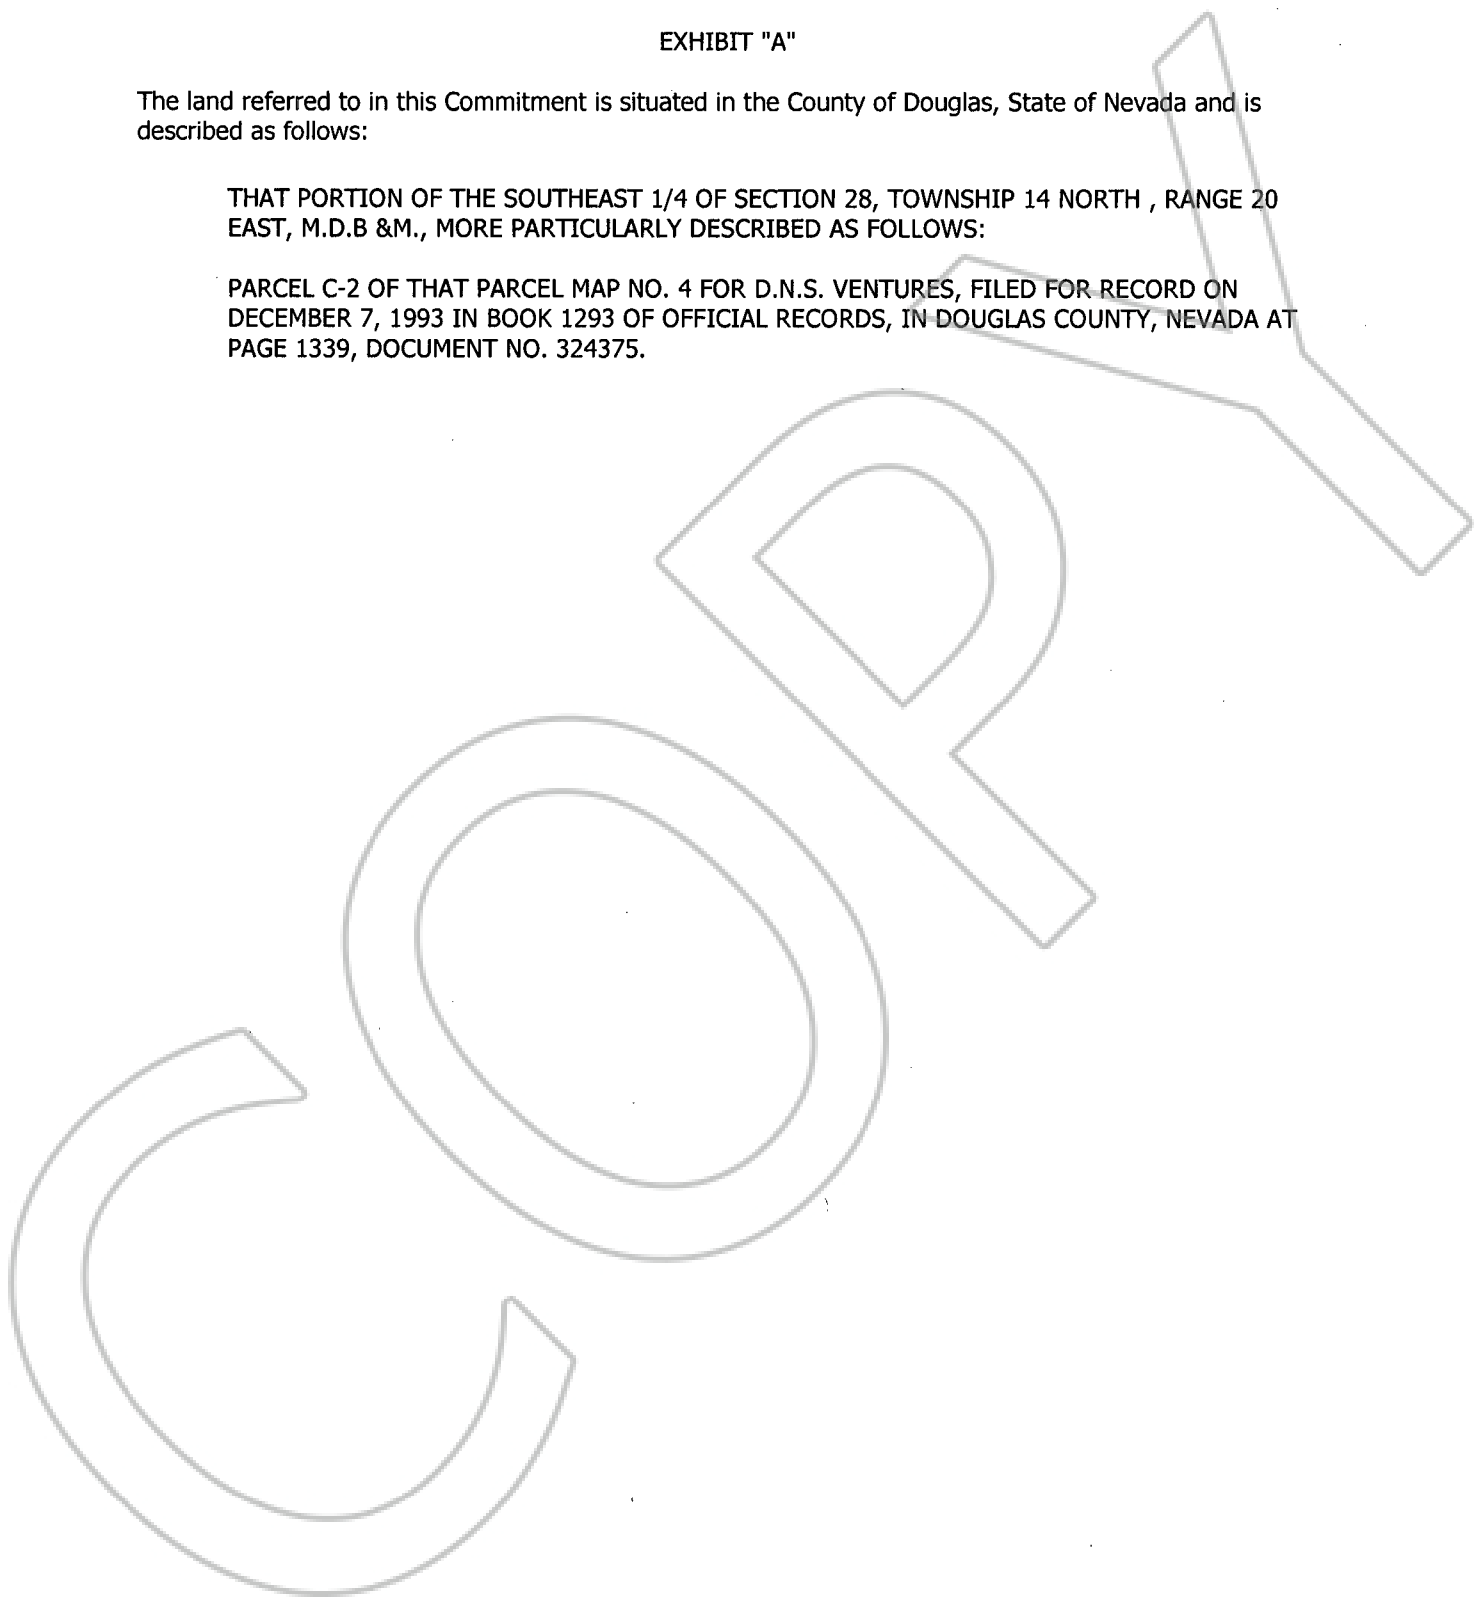 EXHIBIT "A"
The land referred to in this Commitment is situated in the County of Douglas, State of Nevada and is
described as follows:
THAT PORTION OF THE SOUTHEAST 1/4 OF SECTION 28, TOWNSHIP 14 NORTH , RANGE 20
EAST, M.D.B &M., MORE PARTICULARLY DESCRIBED AS FOLLOWS:
PARCEL C-2 OF THAT PARCEL MAP NO. 4 FOR D.N.S. VENTURES, FILED FOR RECORD ON
DECEMBER 7, 1993 IN BOOK 1293 OF OFFICIAL RECORDS, IN DOUGLAS COUNTY, NEVADA AT
PAGE 1339, DOCUMENT NO. 324375.
COPY